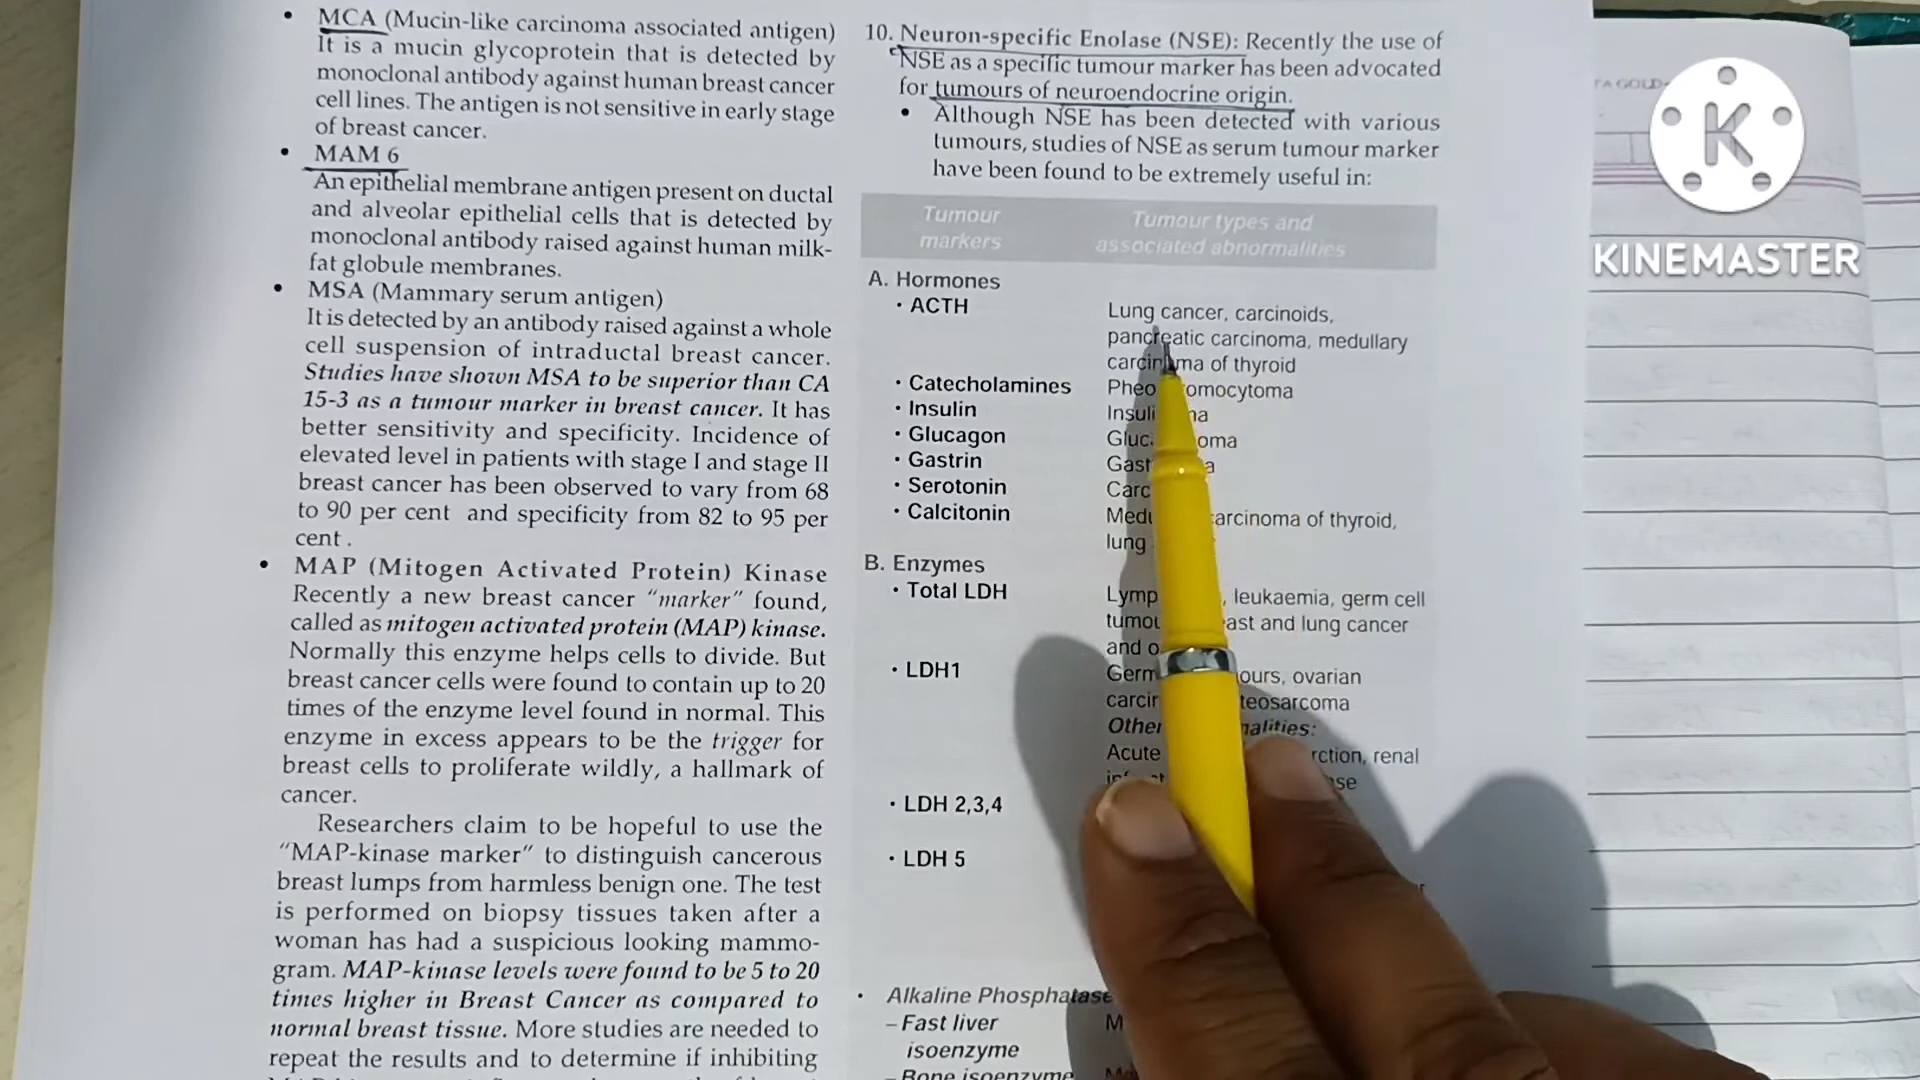 • MCA (Mucin-like carcinoma associated antigen)
It is a mucin glycoprotein that is detected by
monoclonal antibody against human breast cancer
cell lines. The antigen is not sensitive in early stage
of breast cancer.
• MAM 6
An epithelial membrane antigen present on ductal
and alveolar epithelial cells that is detected by
monoclonal antibody raised against human milk-
fat globule membranes.
• MSA (Mammary serum antigen)
It is detected by an antibody raised against a whole
cell suspension of intraductal breast cancer.
Studies have shown MSA to be superior than CA
15-3 as a tumour marker in breast cancer. It has
better sensitivity and specificity. Incidence of
elevated level in patients with stage I and stage II
breast cancer has been observed to vary from 68
to 90 per cent and specificity from 82 to 95 per
cent .
• MAP (Mitogen Activated Protein) Kinase
Recently a new breast cancer "marker" found,
called as mitogen activated protein (MAP) kinase.
Normally this enzyme helps cells to divide. But
breast cancer cells were found to contain up to 20
times of the enzyme level found in normal. This
enzyme in excess appears to be the trigger for
breast cells to proliferate wildly, a hallmark of
cancer.
Researchers claim to be hopeful to use the
"MAP-kinase marker" to distinguish cancerous
breast lumps from harmless benign one. The test
is performed on biopsy tissues taken after a
woman has had a suspicious looking mammo-
gram. MAP-kinase levels were found to be 5 to 20
times higher in Breast Cancer as compared to
normal breast tissue. More studies are needed to
repeat the results and to determine if inhibiting
10. Neuron-specific Enolase (NSE): Recently the use of
NSE as a specific tumour marker has been advocated
for tumours of neuroendocrine origin.
• Although NSE has been detected with various
tumours, studies of NSE as serum tumour marker
have been found to be extremely useful in:
Tumour markers
Tumour types and associated abnormalities
A. Hormones
• ACTH Lung cancer, carcinoids,
pancreatic carcinoma, medullary
carcinoma of thyroid
• Catecholamines
• Insulin
• Glucagon
• Gastrin
• Serotonin
• Calcitonin carcinoma of thyroid,
lung
B. Enzymes
• Total LDH leukaemia, germ cell
and lung cancer
and
• LDH1 ovarian
Other
Acute renal
• LDH 2,3,4
• LDH 5
• Alkaline Phosphatase
– Fast liver
isoenzyme
– Bone isoenzyme
KINEMASTER